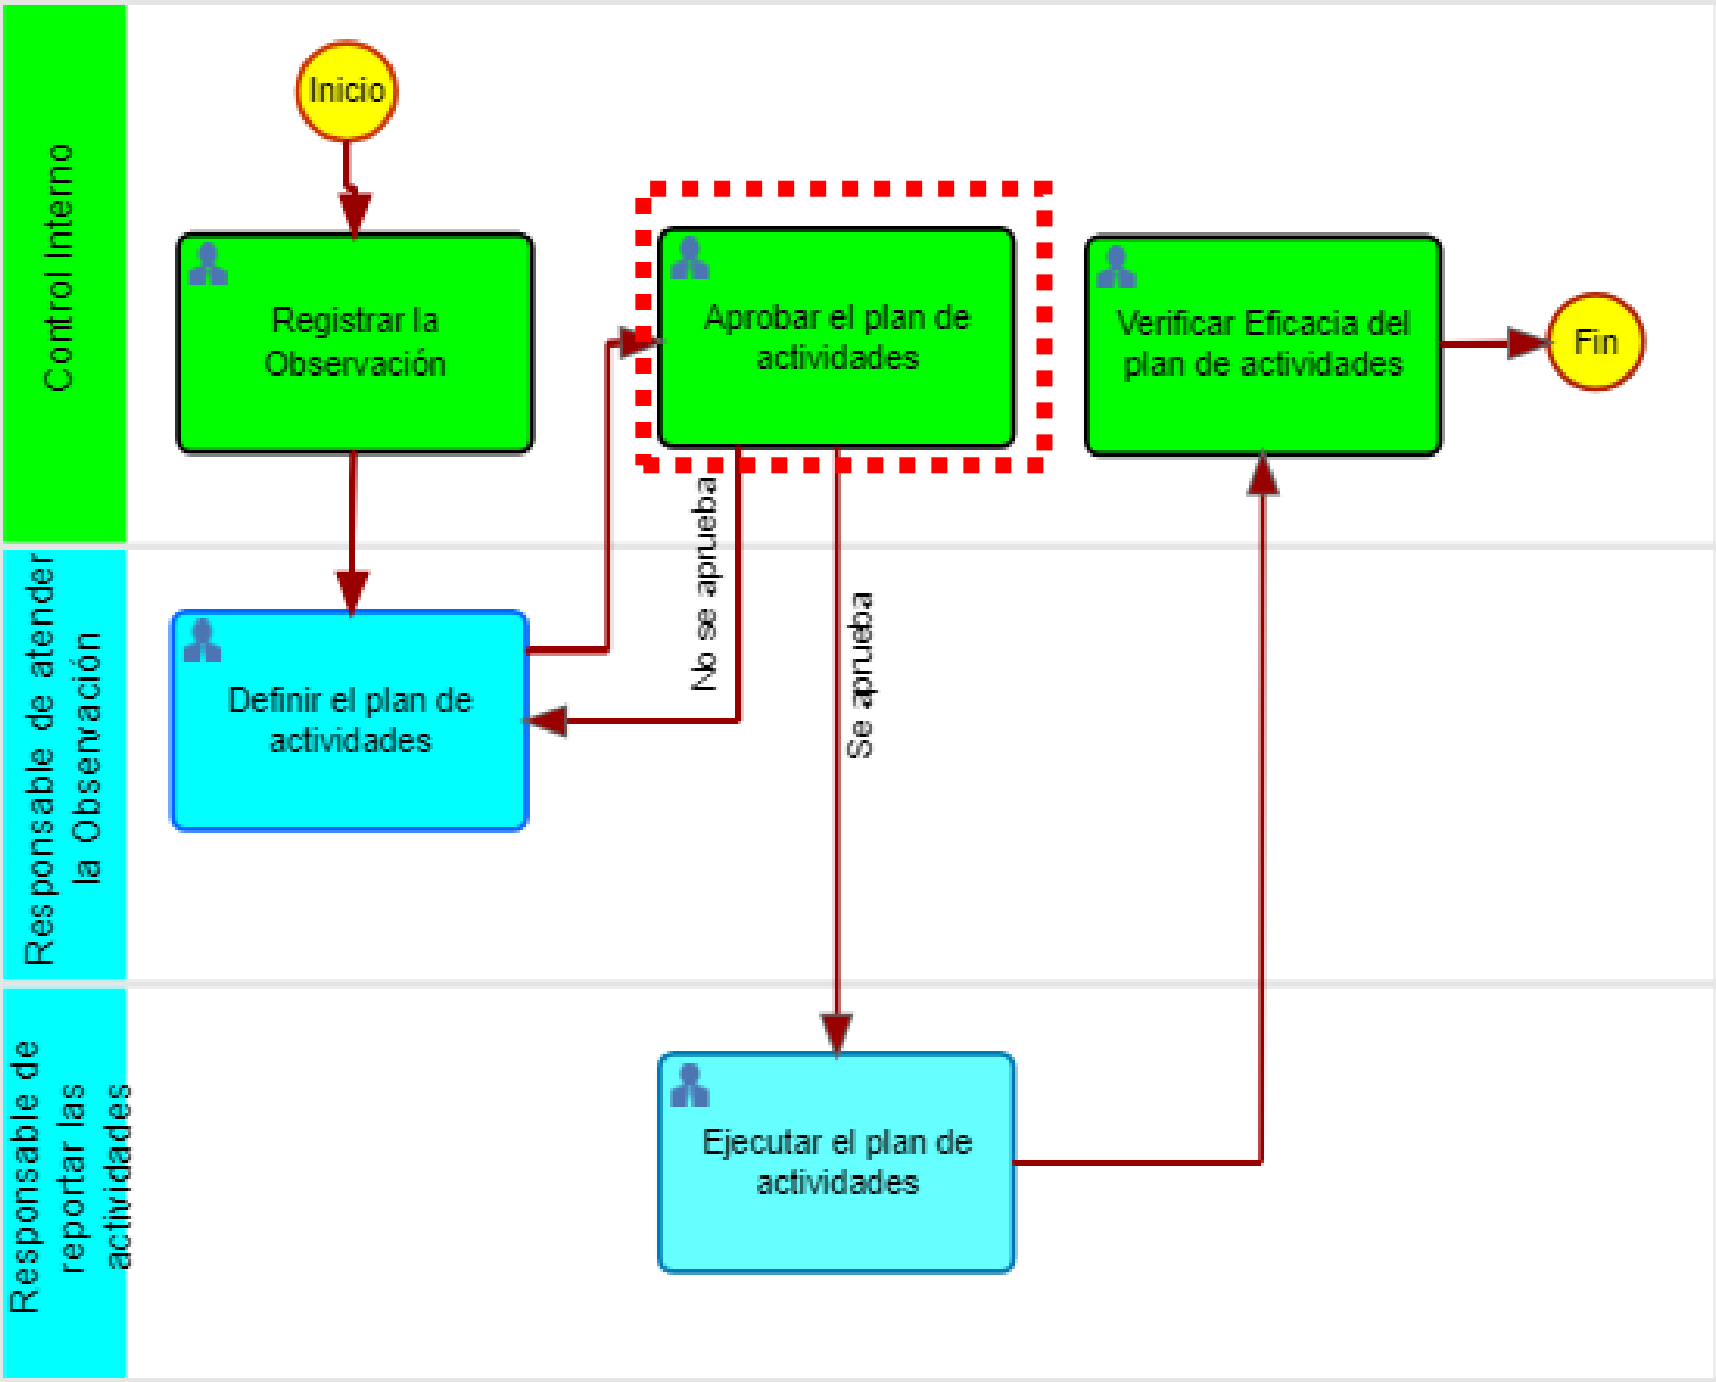 Control Interno
Inicio
Registrar la
Observación
Aprobar el plan de
actividades
Verificar Eficacia del
plan de actividades
Fin
No se aprueba
Se aprueba
Responsable de atender
la Observación
Definir el plan de
actividades
Responsable de
reportar las
actividades
Ejecutar el plan de
actividades